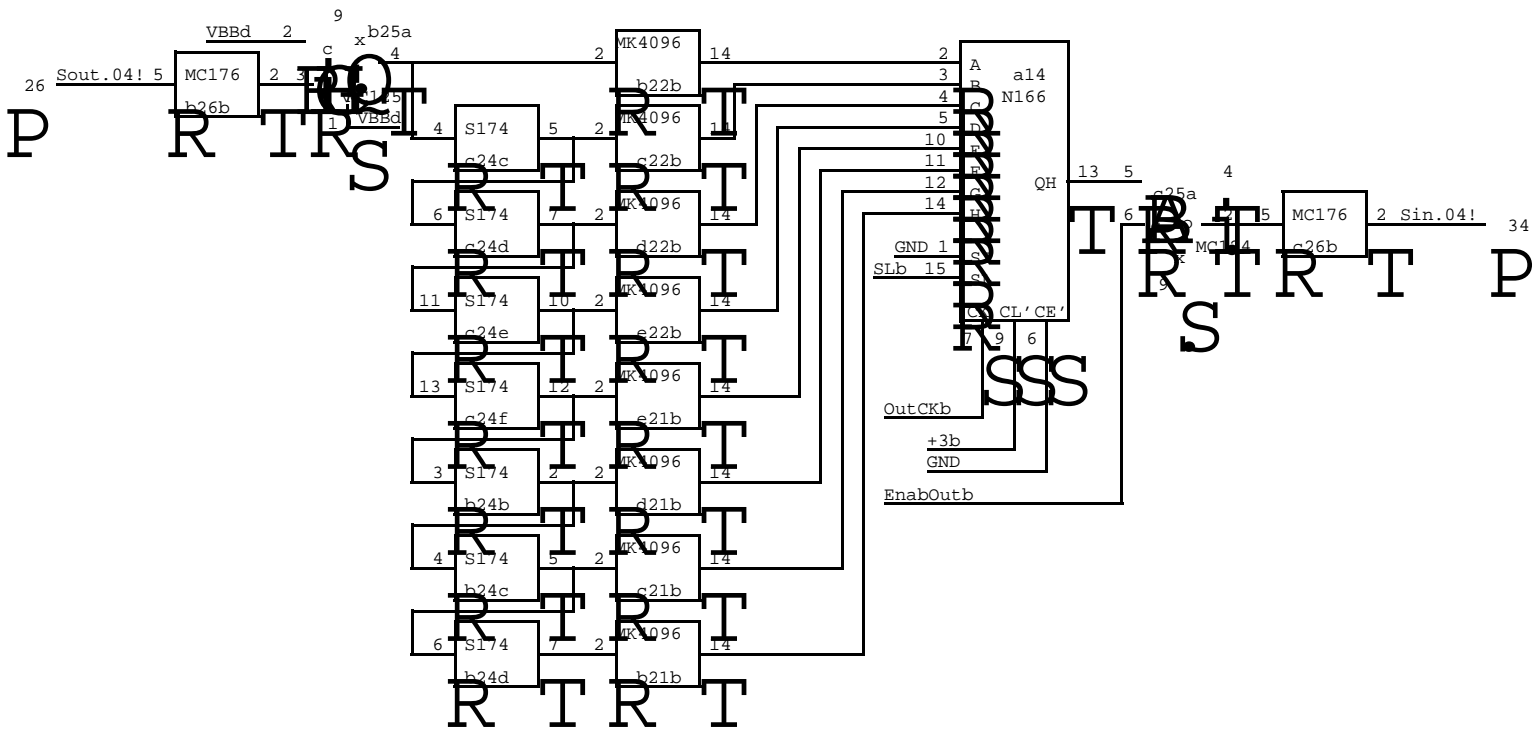 9
VBBd 2 x b25a
c 4 2 MK4096 14 2 A
26 Sout.04! 5 MC176 2 3 b22b 3 a14
b26b N166
P R T R T R T
1 VBBd 4 S174 5 2 MK4096 14 4
S c24c c22b 5
R T R T 10
6 S174 7 2 MK4096 14 11
c24d d22b 12
R T R T 14
QH 13 5 4
c25a
6 5 MC176 2 Sin.04! 34
c26b
T R T R T P
9
S
GND 1
SLb 15
11 S174 10 2 MK4096 14
c24e e22b
CL'CE'
R T R T
7 9 6
S S S
13 S174 12 2 MK4096 14
c24f e21b
R T R T
OutCKb
+3b
GND
3 S174 2 2 MK4096 14
b24b d21b
EnabOutb
R T R T
4 S174 5 2 MK4096 14
b24c c21b
R T R T
6 S174 7 2 MK4096 14
b24d b21b
R T R T